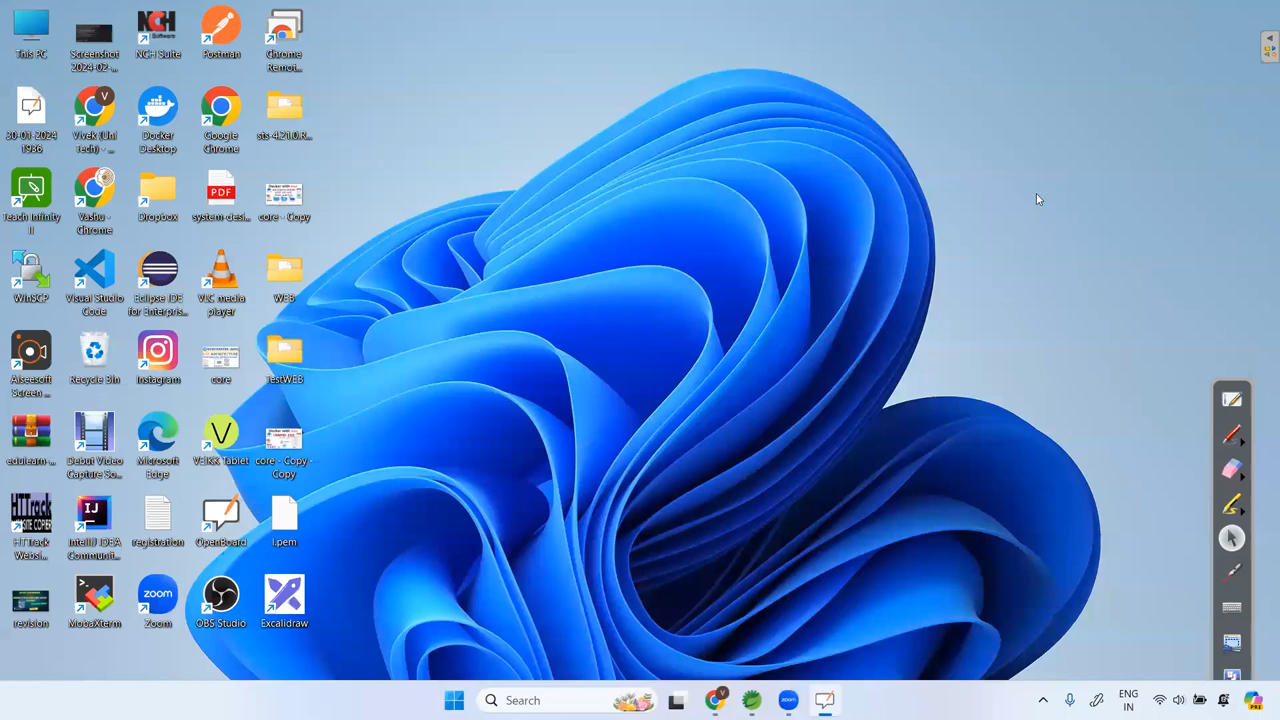 This PC
Screenshot
2024-02-...
NCH Suite
Postman
Chrome
Remot...
30-01-2024
1986
Vivek (Uni
Tech) - ...
Docker
Desktop
Google
Chrome
sts-4.21.0.R...
Teach Infinity
II
Vashu -
Chrome
Dropbox
PDF
system-desi...
core - Copy
WinSCP
Visual Studio
Code
Eclipse IDE
for Enterpris...
VLC media
player
WEB
Aiseesoft
Screen ...
Recycle Bin
Instagram
core
TestWEB
edulearn-...
Debut Video
Capture So...
Microsoft
Edge
VEIKK Tablet
core - Copy -
Copy
HTTrack
Websi...
IntelliJ IDEA
Communit...
registration
OpenBoard
l.pem
revision
MobaXterm
zoom
Zoom
OBS Studio
Excalidraw
Search
zoom
ENG
IN